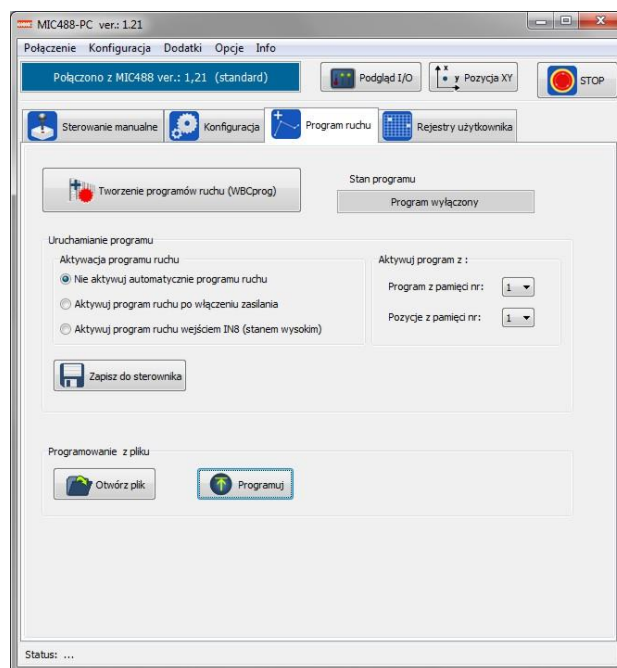 MIC488-PC ver.: 1.21
Połączenie Konfiguracja Dodatki Opcje Info
Połączono z MIC488 ver.: 1,21 (standard)
Podgląd I/O
x
y
Pozycja XY
STOP
Sterowanie manualne
Konfiguracja
Program ruchu
Rejestry użytkownika
Tworzenie programów ruchu (WBCprog)
Stan programu
Program wyłączony
Uruchamianie programu
Aktywacja programu ruchu
Nie aktywuj automatycznie programu ruchu
Aktywuj program ruchu po włączeniu zasilania
Aktywuj program ruchu wejściem IN8 (stanem wysokim)
Aktywuj program z :
Program z pamięci nr: 1
Pozycje z pamięci nr: 1
Zapisz do sterownika
Programowanie z pliku
Otwórz plik
Programuj
Status: ...